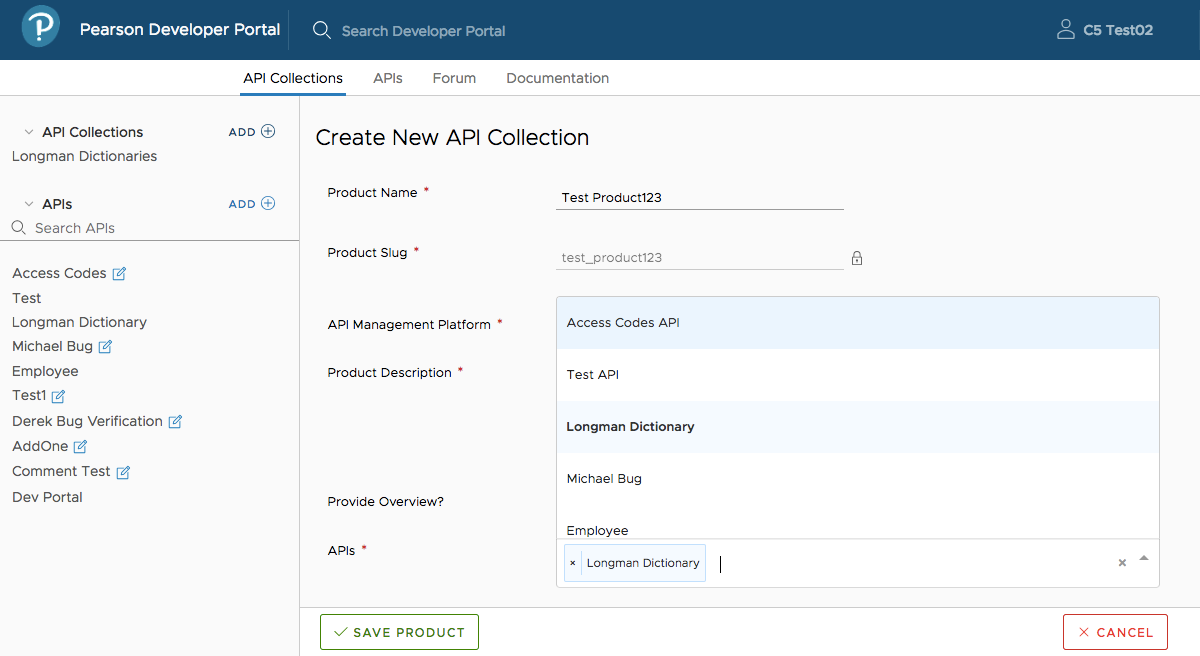 Pearson Developer Portal
Search Developer Portal
C5 Test02
API Collections
APIs
Forum
Documentation
API Collections
ADD
Longman Dictionaries
APIs
ADD
Search APIs
Access Codes
Test
Longman Dictionary
Michael Bug
Employee
Test1
Derek Bug Verification
AddOne
Comment Test
Dev Portal
Create New API Collection
Product Name *
Test Product123
Product Slug *
test_product123
API Management Platform *
Product Description *
Access Codes API
Test API
Longman Dictionary
Michael Bug
Employee
Provide Overview?
APIs *
× Longman Dictionary
×
SAVE PRODUCT
CANCEL